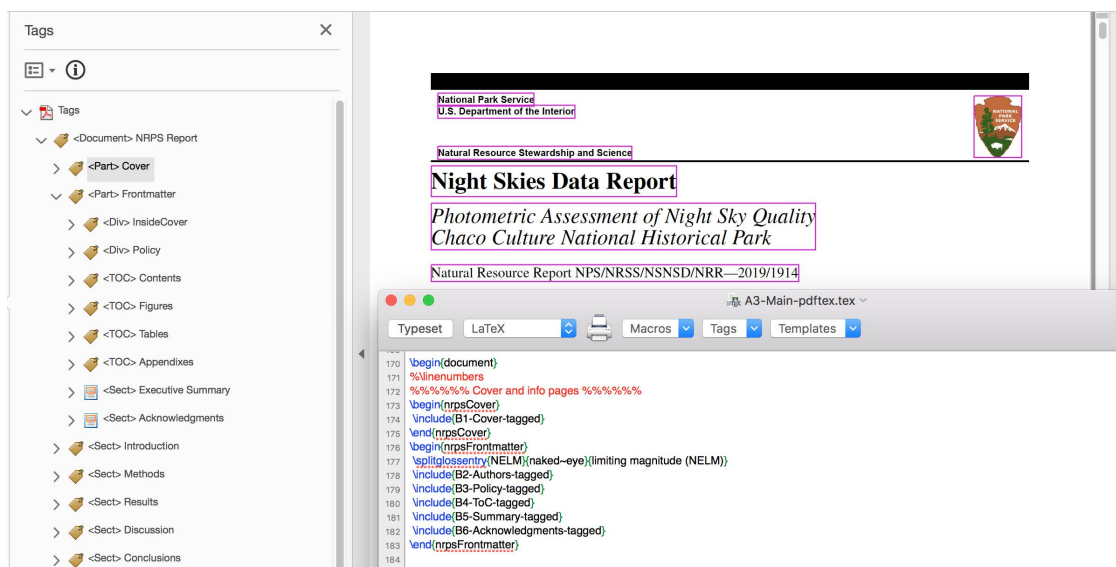 Tags
Tags
<Document> NRPS Report
<Part> Cover
<Part> Frontmatter
<Div> InsideCover
<Div> Policy
<TOC> Contents
<TOC> Figures
<TOC> Tables
<TOC> Appendixes
<Sect> Executive Summary
<Sect> Acknowledgments
<Sect> Introduction
<Sect> Methods
<Sect> Results
<Sect> Discussion
<Sect> Conclusions
National Park Service
U.S. Department of the Interior
NATIONAL
PARK
SERVICE
Natural Resource Stewardship and Science
Night Skies Data Report
Photometric Assessment of Night Sky Quality
Chaco Culture National Historical Park
Natural Resource Report NPS/NRSS/NSNSD/NRR—2019/1914
A3-Main-pdftex.tex
Typeset LaTeX Macros Tags Templates
170 \begin{document}
171 %\linenumbers
172 %%%%%% Cover and info pages %%%%%%
173 \begin{nrpsCover}
174 \include{B1-Cover-tagged}
175 \end{nrpsCover}
176 \begin{nrpsFrontmatter}
177 \splitglossentry{NELM}{naked~eye}{limiting magnitude (NELM)}
178 \include{B2-Authors-tagged}
179 \include{B3-Policy-tagged}
180 \include{B4-ToC-tagged}
181 \include{B5-Summary-tagged}
182 \include{B6-Acknowledgments-tagged}
183 \end{nrpsFrontmatter}
184